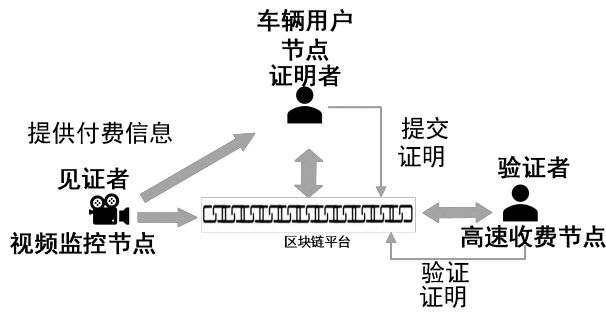 车辆用户
节点
证明者
提供付费信息
提交
证明
见证者
验证者
视频监控节点
区块链平台
高速收费节点
验证
证明